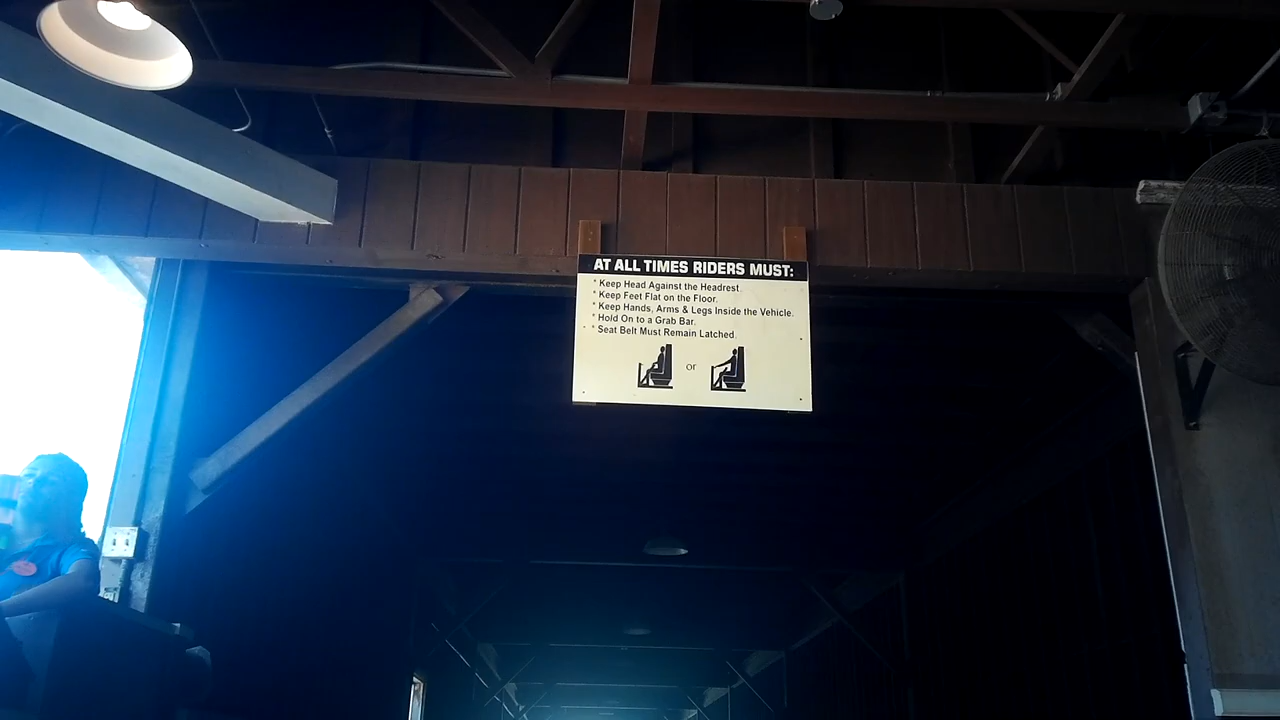 AT ALL TIMES RIDERS MUST:
* Keep Head Against the Headrest.
* Keep Feet Flat on the Floor.
* Keep Hands, Arms & Legs Inside the Vehicle.
* Hold On to a Grab Bar.
* Seat Belt Must Remain Latched.
or